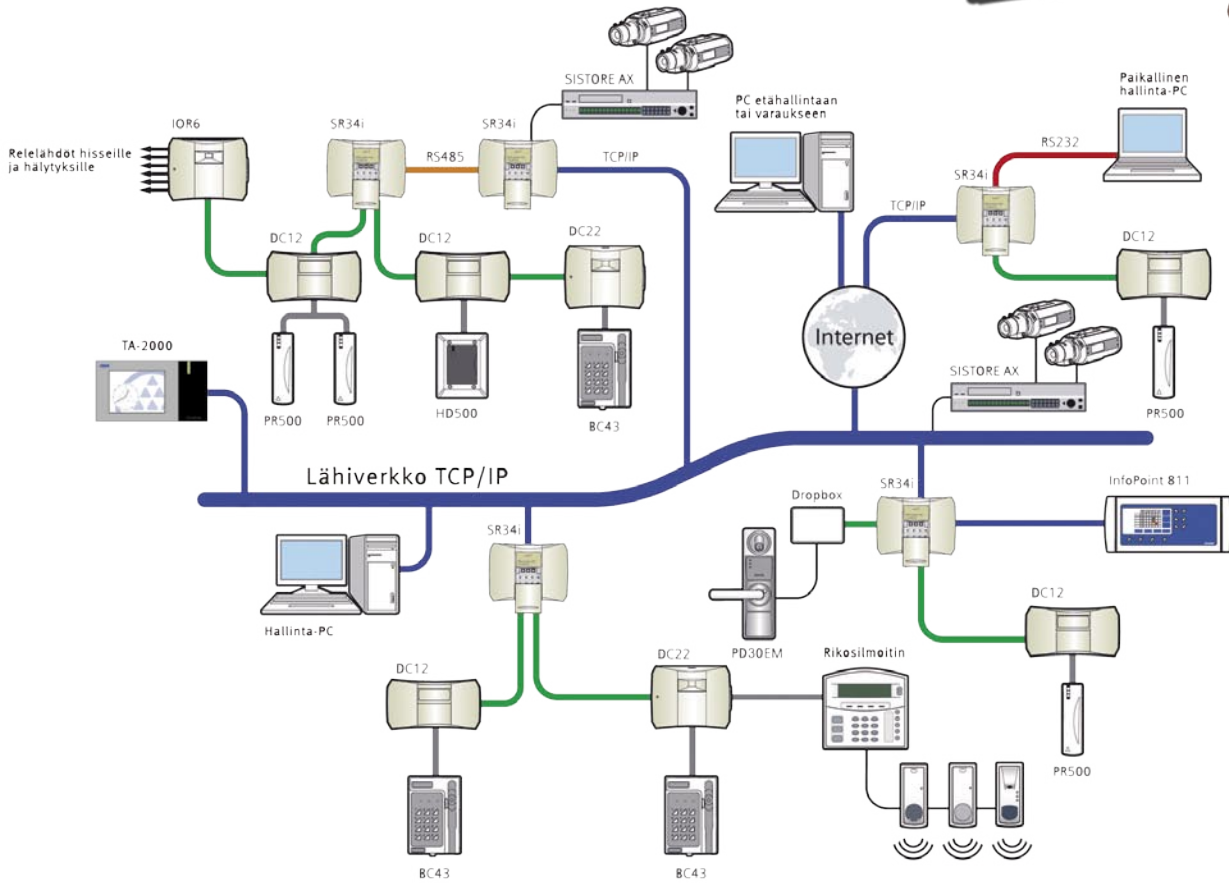 SISTORE AX
PC etähallintaan
tai varaukseen
Paikallinen
hallinta-PC
IOR6
SR34i
SR34i
Relelähdöt hisseille
ja hälytyksille
RS485
TCP/IP
RS232
SR34i
TCP/IP
DC12
DC12
DC22
DC12
Internet
TA-2000
SISTORE AX
PR500
PR500
HD500
BC43
PR500
Lähiverkko TCP/IP
SR34i
InfoPoint 811
Dropbox
SR34i
Hallinta-PC
DC12
PD30EM
Rikosilmoitin
DC12
DC22
PR500
BC43
BC43